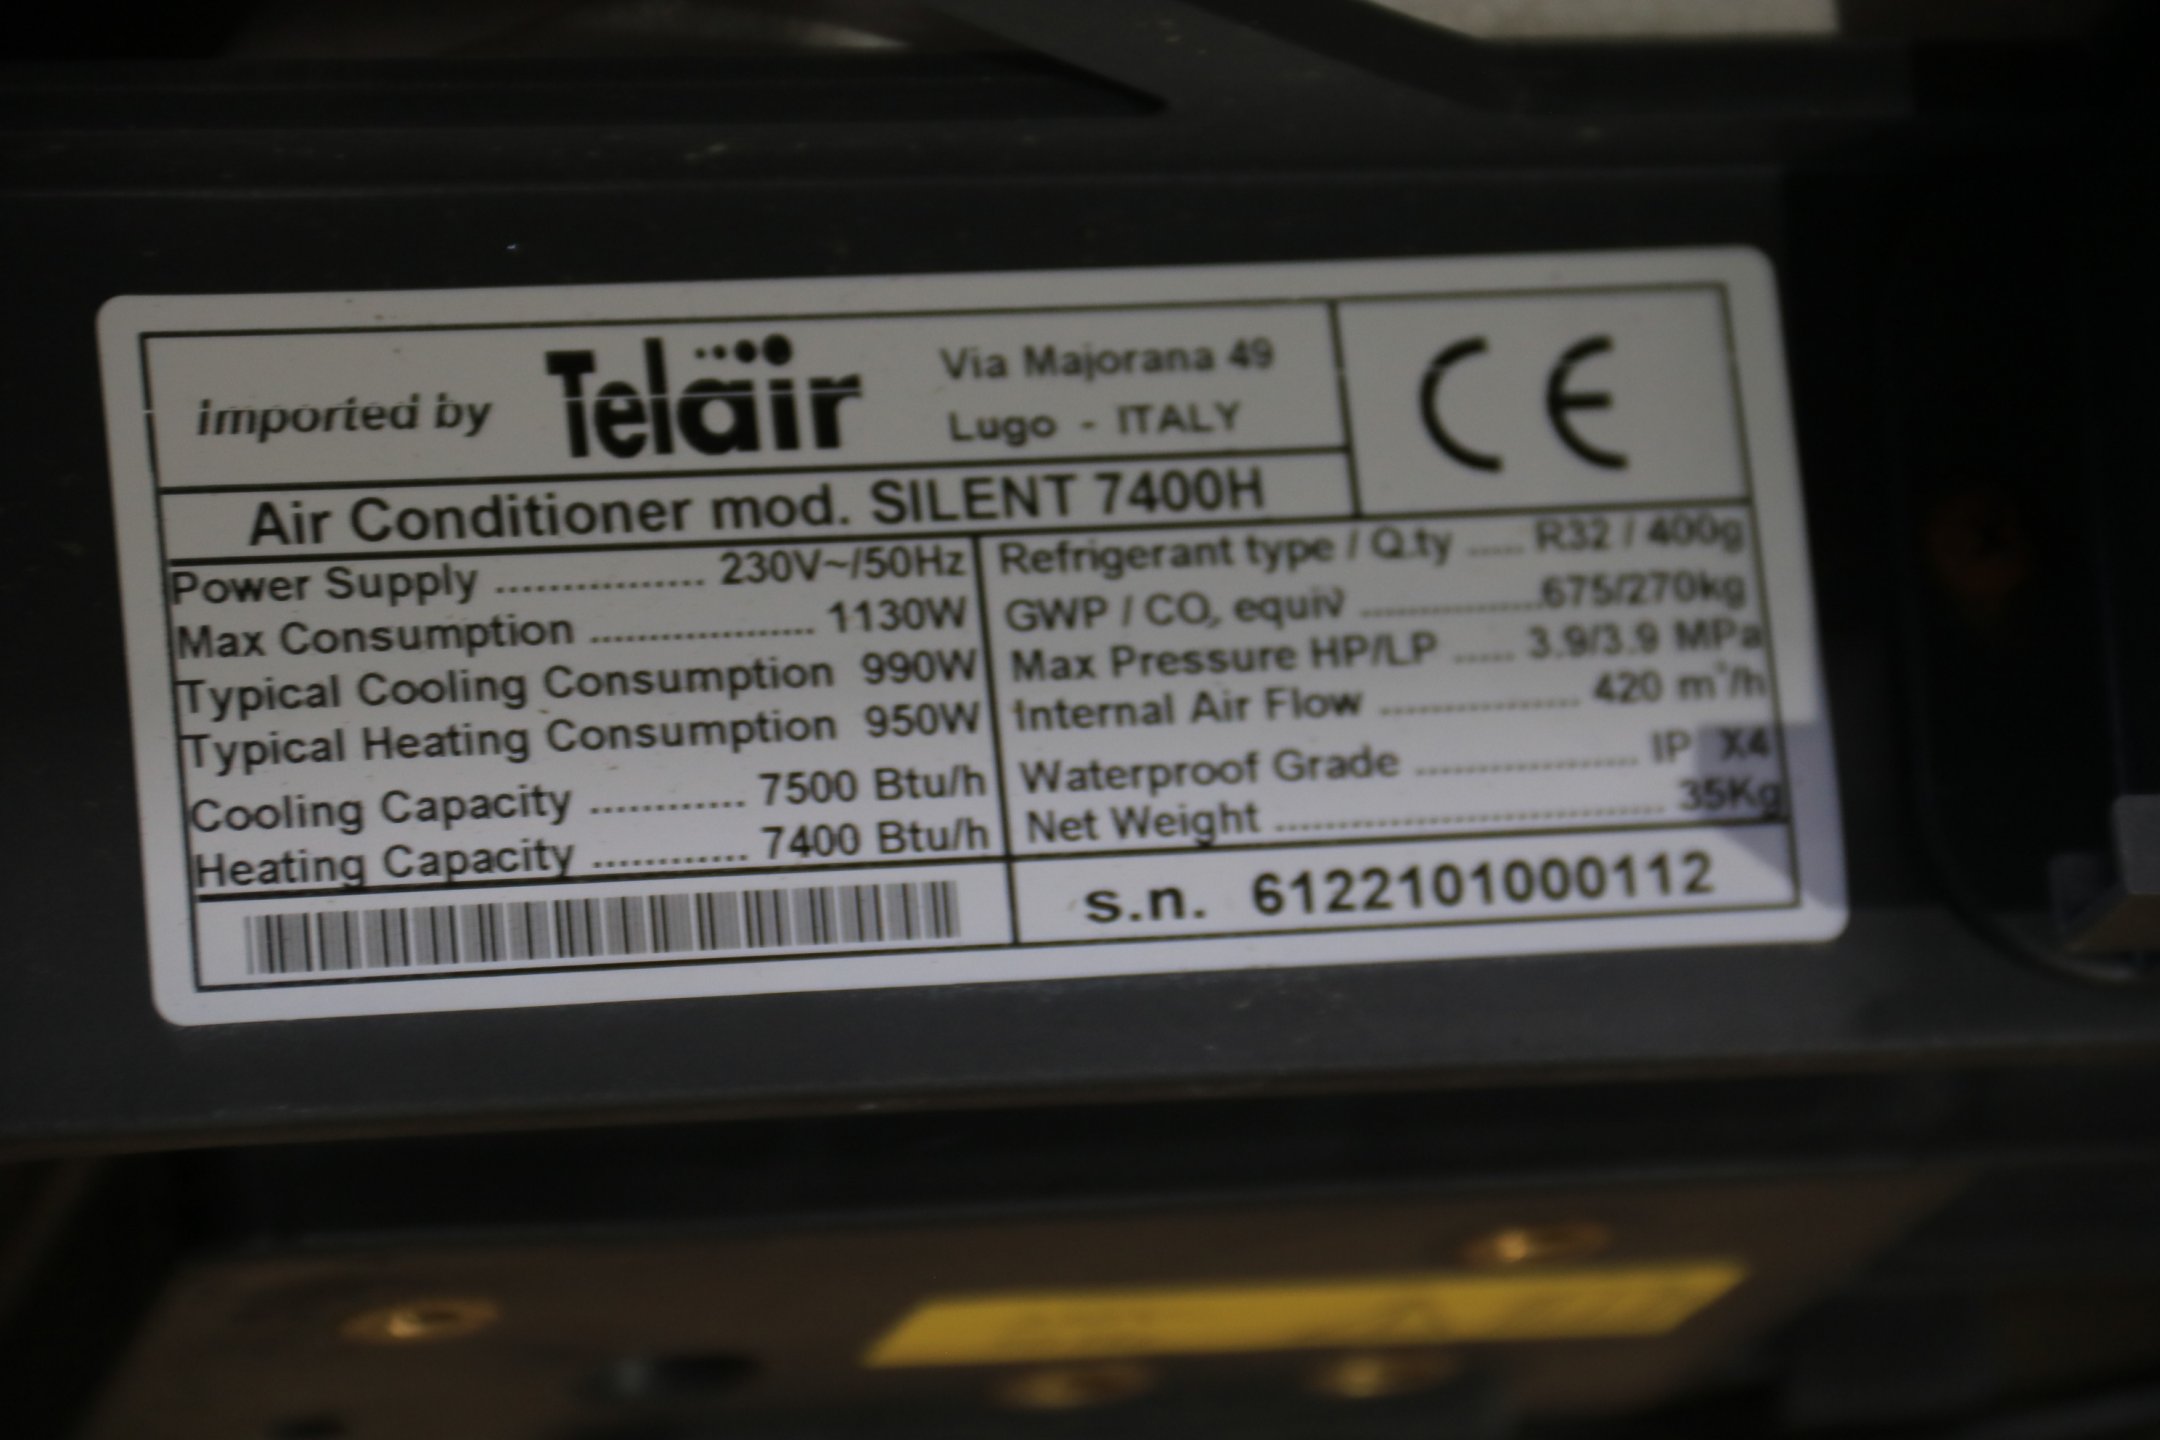 imported by Telair Via Majorana 49
Lugo - ITALY
CE
Air Conditioner mod. SILENT 7400H
Power Supply .................. 230V~/50Hz
Max Consumption ................... 1130W
Typical Cooling Consumption 990W
Typical Heating Consumption 950W
Cooling Capacity ............ 7500 Btu/h
Heating Capacity ............ 7400 Btu/h
Refrigerant type / Q.ty ..... R32 / 400g
GWP / CO₂ equiv ................ 675/270kg
Max Pressure HP/LP ..... 3.9/3.9 MPa
Internal Air Flow ................ 420 m³/h
Waterproof Grade .................. IP X4
Net Weight ............................... 35Kg
s.n. 6122101000112